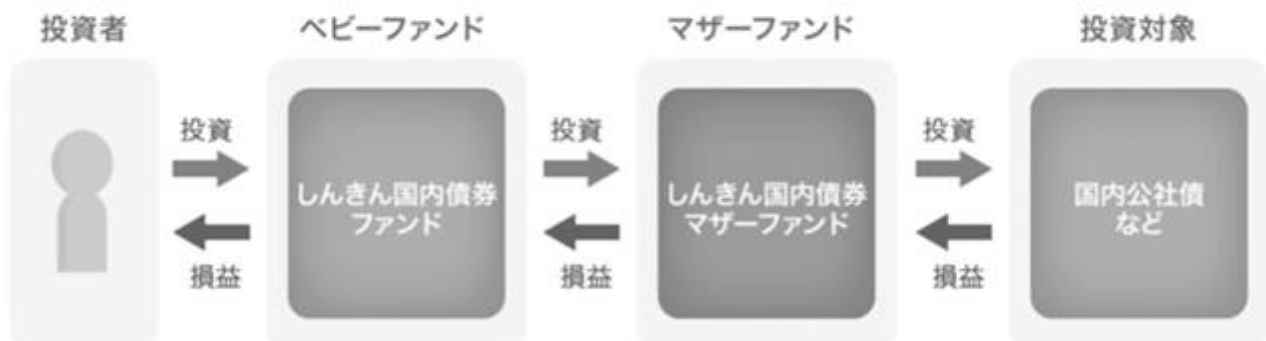 投資者
ベビーファンド
マザーファンド
投資対象
投資
投資
投資
しんきん国内債券
ファンド
しんきん国内債券
マザーファンド
国内公社債
など
損益
損益
損益